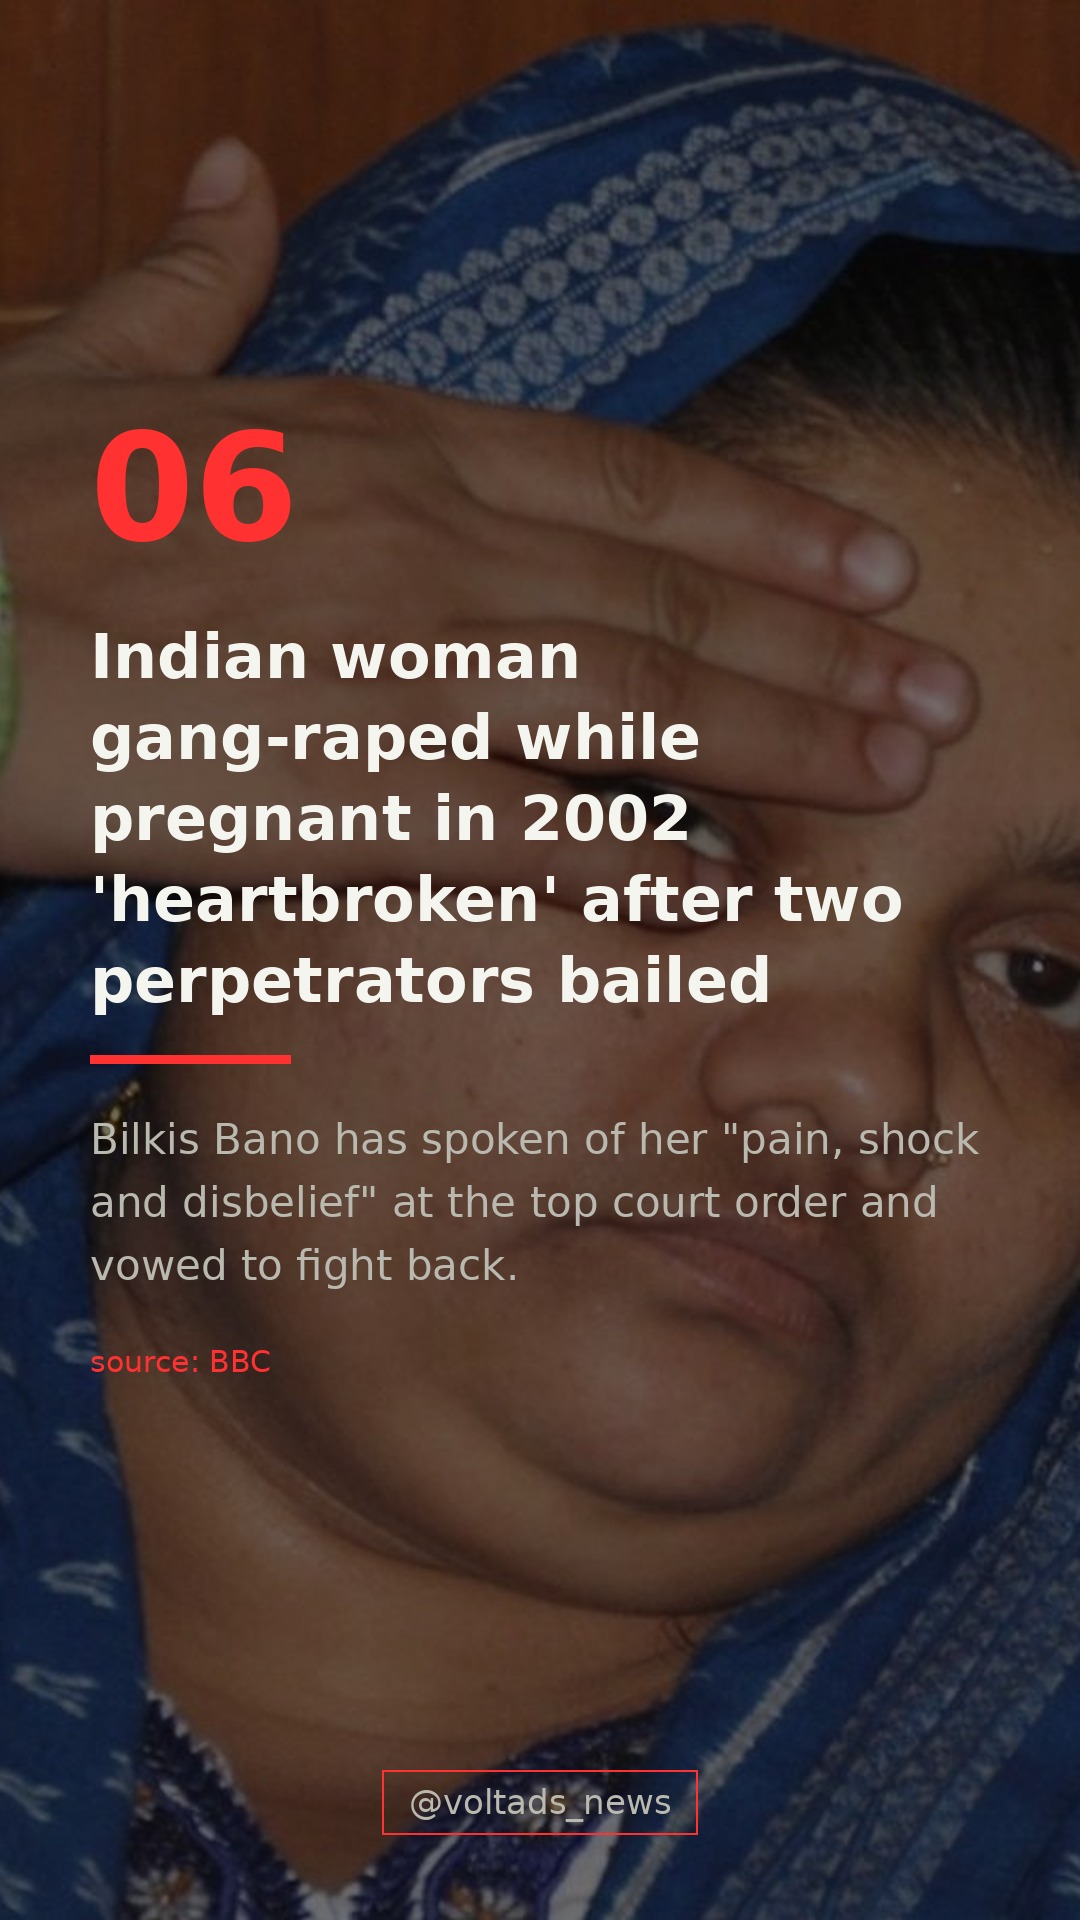 06
Indian woman
gang-raped while
pregnant in 2002
'heartbroken' after two
perpetrators bailed
Bilkis Bano has spoken of her "pain, shock
and disbelief" at the top court order and
vowed to fight back.
source: BBC
@voltads_news